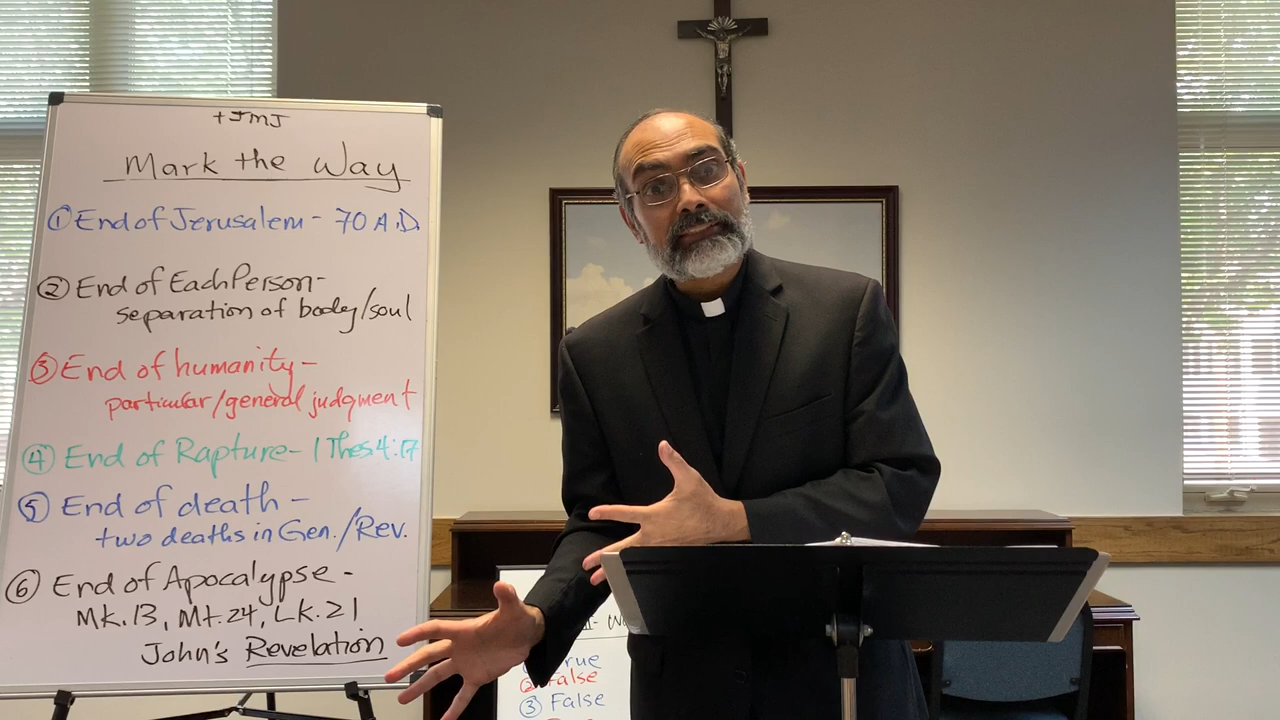 +JMJ
Mark the Way
① End of Jerusalem - 70 A.D.
② End of Each Person-
separation of body/soul
③ End of humanity-
particular/general judgment
④ End of Rapture- 1 Thes 4:17
⑤ End of death -
two deaths in Gen./Rev.
⑥ End of Apocalypse -
Mk. 13, Mt. 24, Lk. 21
John's Revelation
② False
③ False